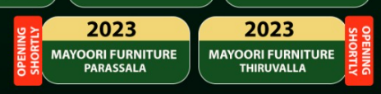 OPENING
SHORTLY
2023
MAYOORI FURNITURE
PARASSALA
2023
MAYOORI FURNITURE
THIRUVALLA
OPENING
SHORTLY